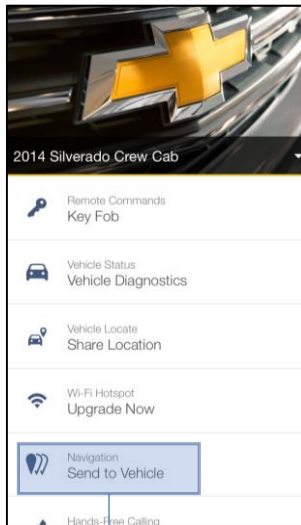 2014 Silverado Crew Cab
Remote Commands
Key Fob
Vehicle Status
Vehicle Diagnostics
Vehicle Locate
Share Location
Wi-Fi Hotspot
Upgrade Now
Navigation
Send to Vehicle
Hands-Free Calling